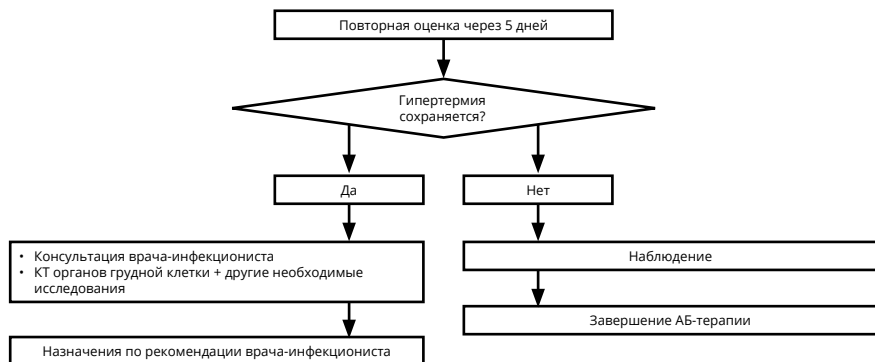 Повторная оценка через 5 дней
Гипертермия
сохраняется?
Да
Нет
• Консультация врача-инфекциониста
• КТ органов грудной клетки + другие необходимые
исследования
Наблюдение
Завершение АБ-терапии
Назначения по рекомендации врача-инфекциониста